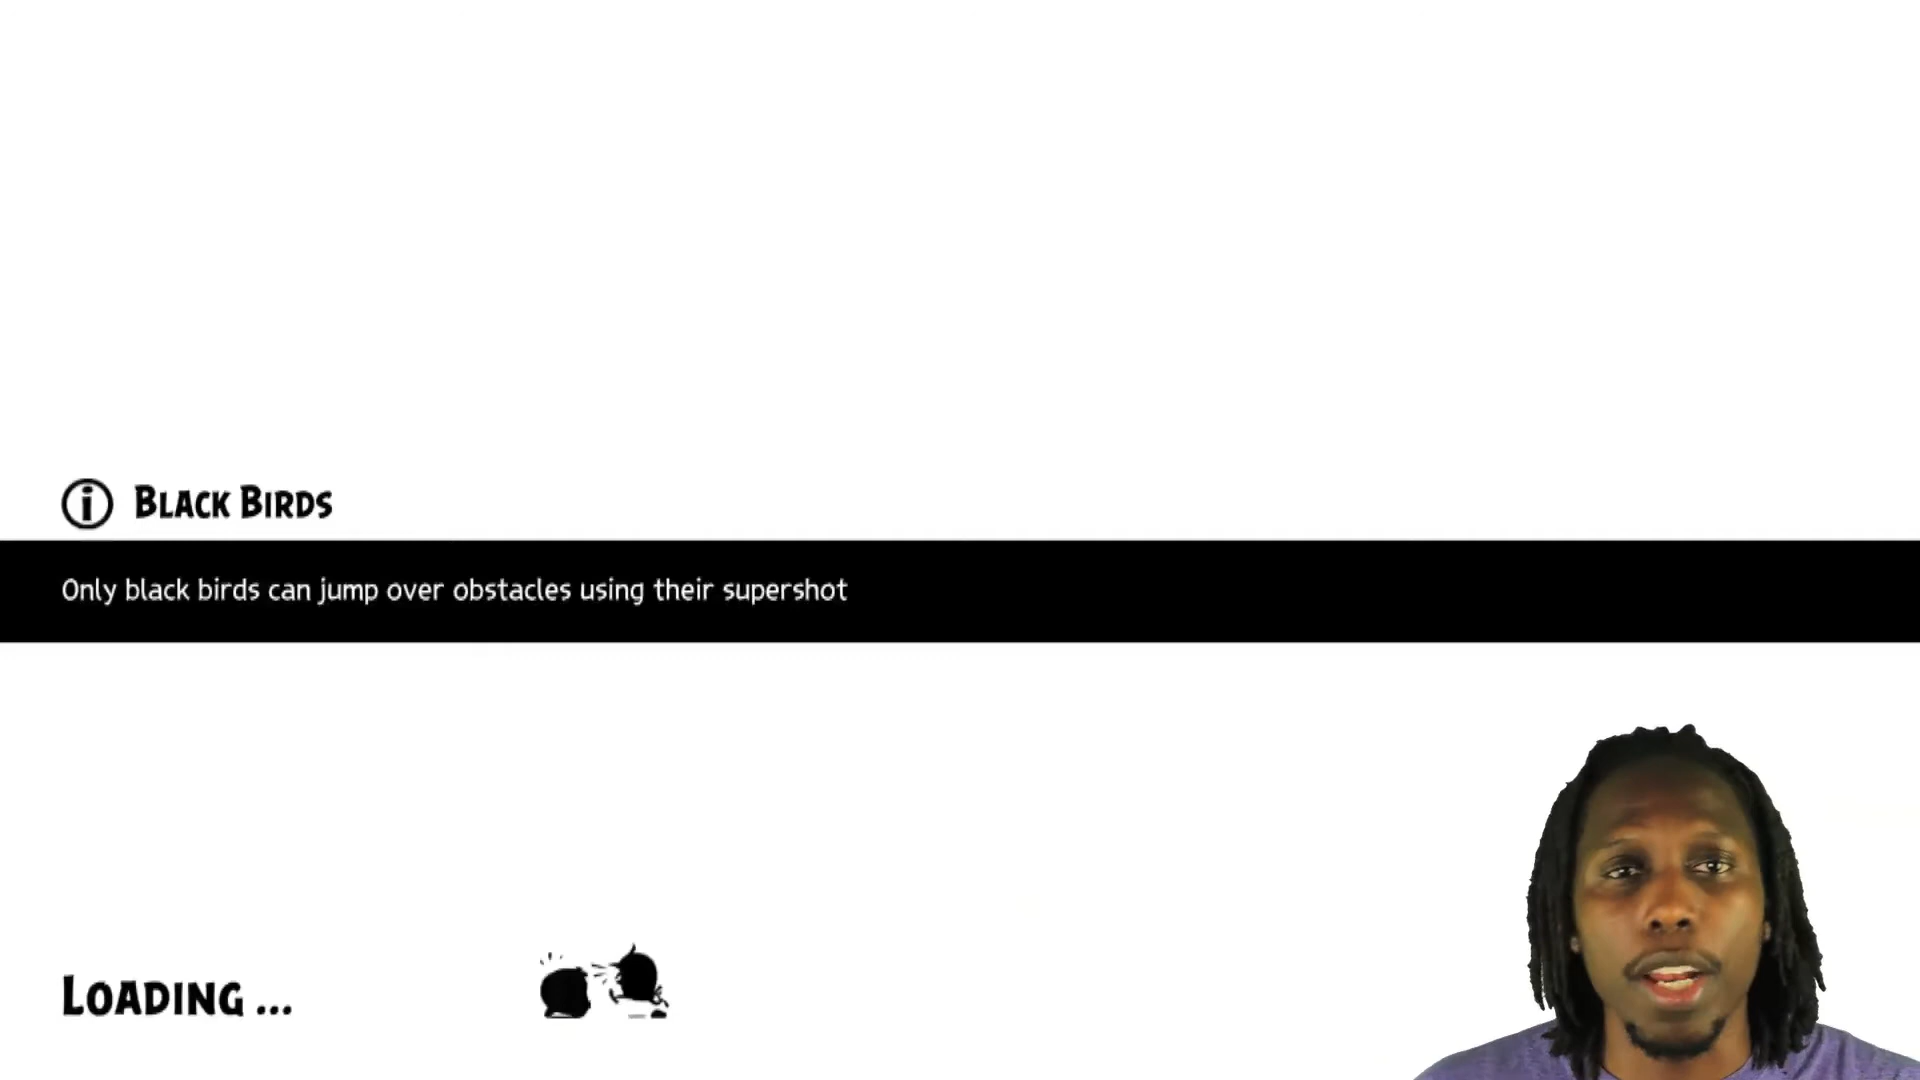 Black Birds
Only black birds can jump over obstacles using their supershot
Loading ...